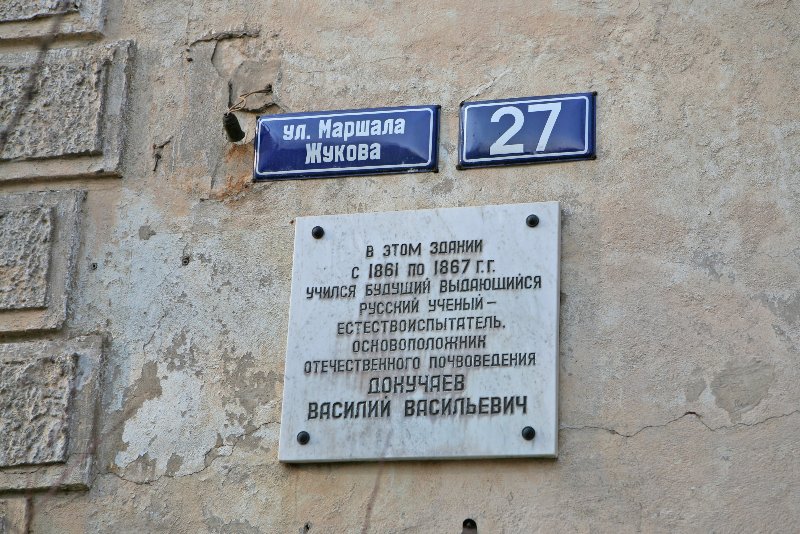 ул. Маршала
Жукова
27
В ЭТОМ ЗДАНИИ
С 1861 ПО 1867 Г.Г.
УЧИЛСЯ БУДУЩИЙ ВЫДАЮЩИЙСЯ
РУССКИЙ УЧЕНЫЙ–
ЕСТЕСТВОИСПЫТАТЕЛЬ.
ОСНОВОПОЛОЖНИК
ОТЕЧЕСТВЕННОГО ПОЧВОВЕДЕНИЯ
ДОКУЧАЕВ
ВАСИЛИЙ ВАСИЛЬЕВИЧ